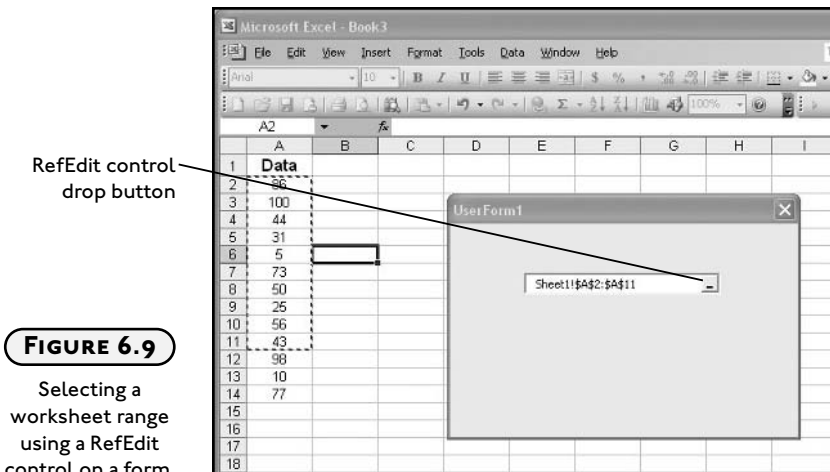 Microsoft Excel - Book3
File Edit View Insert Format Tools Data Window Help
Arial 10 B I U $ % ,
Σ 100%
A2 fx
A B C D E F G H I
1 Data
2 86
3 100
4 44
5 31
6 5
7 73
8 50
9 25
10 56
11 43
12 98
13 10
14 77
15
16
17
18
RefEdit control
drop button
UserForm1
Sheet1!$A$2:$A$11
FIGURE 6.9
Selecting a
worksheet range
using a RefEdit
control on a form